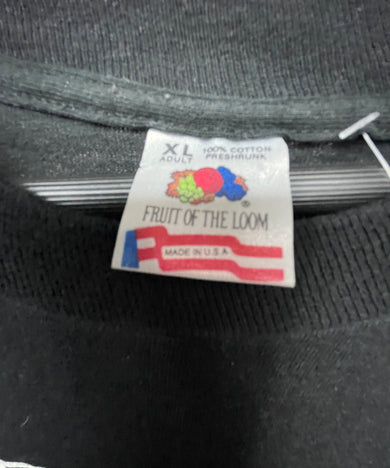 XL 100% COTTON
ADULT PRESHRUNK
®
FRUIT OF THE LOOM
MADE IN U.S.A